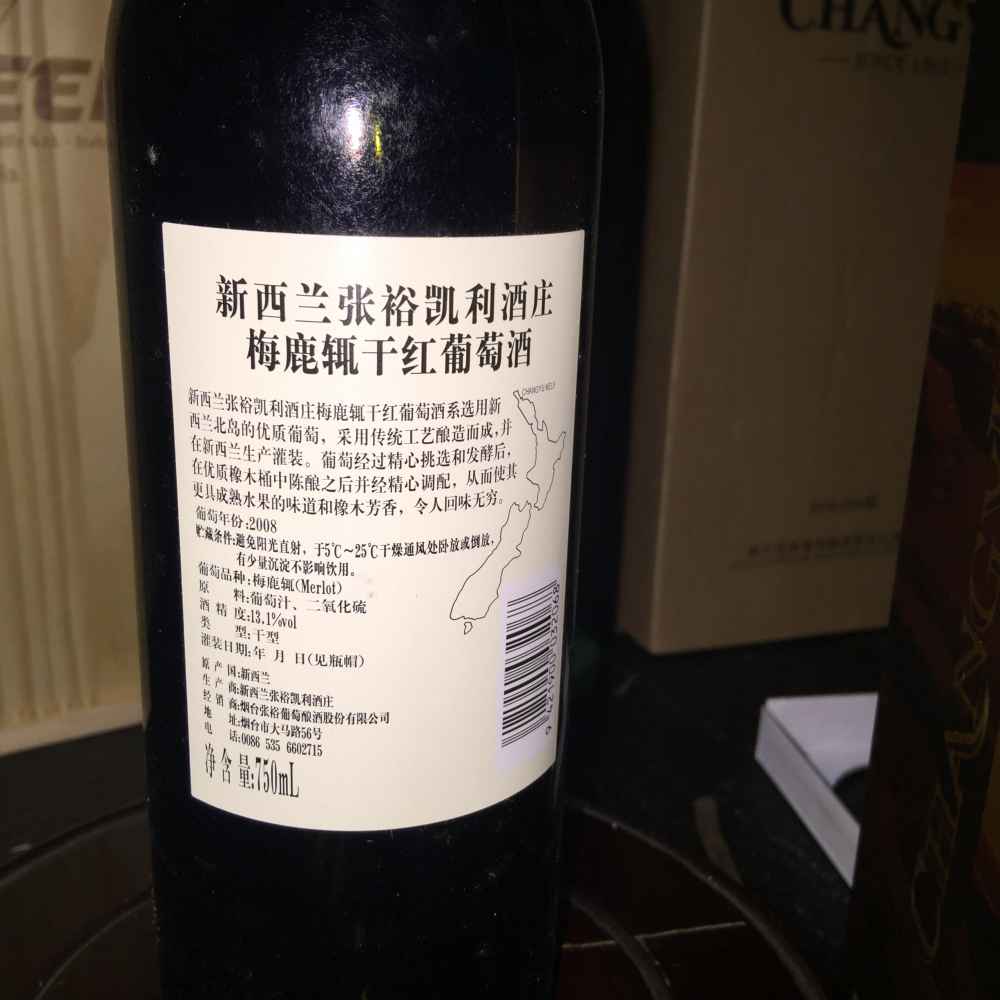 新西兰张裕凯利酒庄
梅鹿辄干红葡萄酒
新西兰张裕凯利酒庄梅鹿辄干红葡萄酒系选用新
西兰北岛的优质葡萄，采用传统工艺酿造而成,并
在新西兰生产灌装。葡萄经过精心挑选和发酵后,
在优质橡木桶中陈酿之后并经精心调配，从而使其
更具成熟水果的味道和橡木芳香，令人回味无穷。
葡萄年份:2008
贮藏条件:避免阳光直射，于5℃～25℃干燥通风处卧放或倒放,
有少量沉淀不影响饮用。
葡萄品种:梅鹿辄(Merlot)
原 料:葡萄汁、二氧化硫
酒 精 度:13.1%vol
类 型:干型
灌装日期:年 月 日(见瓶帽)
原 产 国:新西兰
生 产 商:新西兰张裕凯利酒庄
经 销 商:烟台张裕葡萄酿酒股份有限公司
地 址:烟台市大马路56号
电 话:0086 535 6602715
净含量:750mL
9 421900 032068
CHANGY